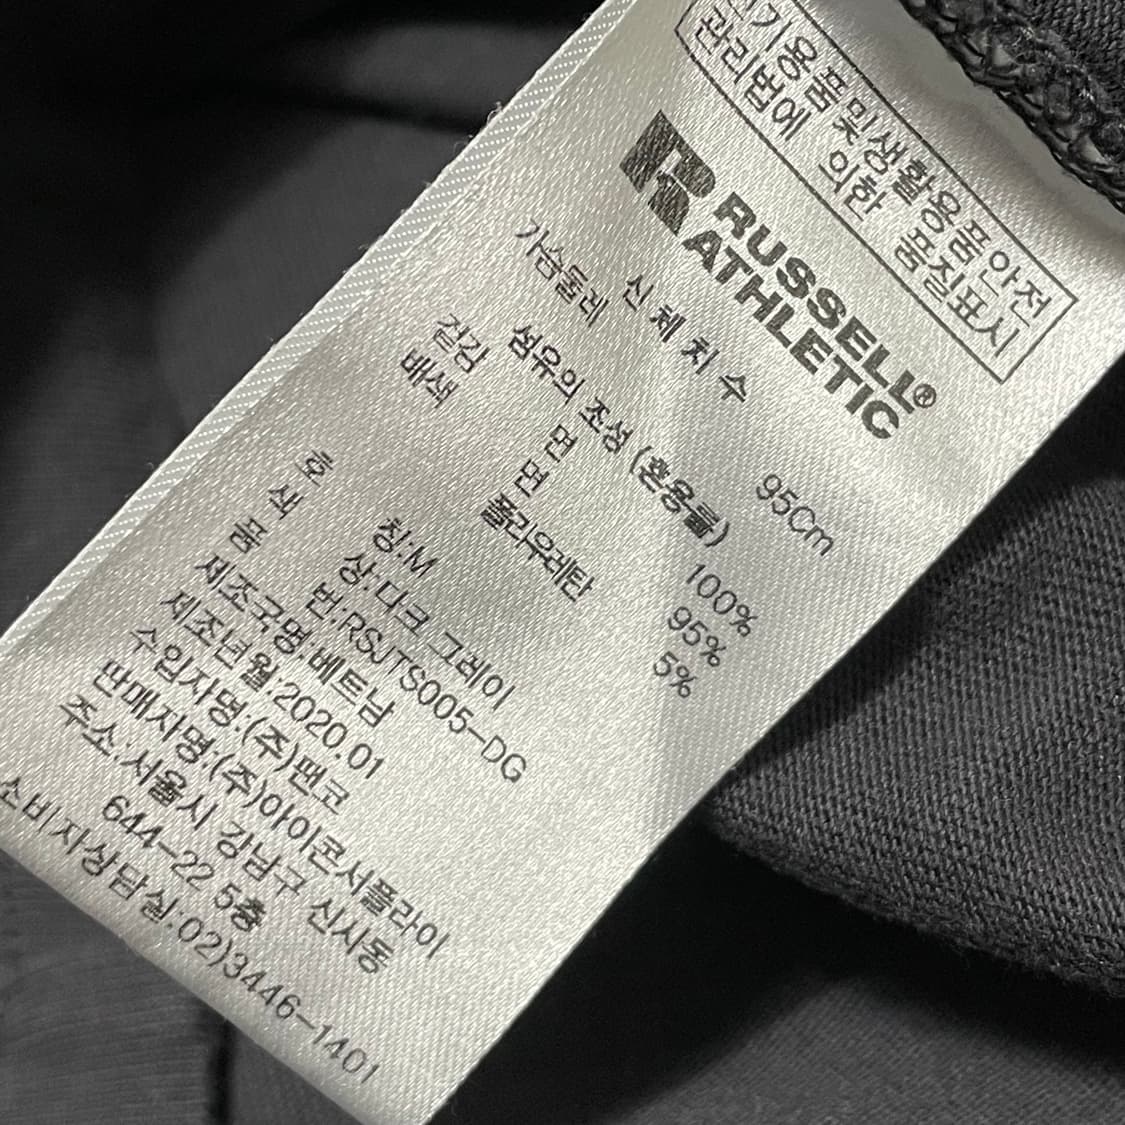 전기용품및생활용품안전
관리법에 의한 품질표시
RUSSELL®
ATHLETIC
신체치수
가슴둘레 95Cm
섬유의 조성 (혼용률)
겉감 면 100%
배색 면 95%
폴리우레탄 5%
호 칭:M
색 상:다크 그레이
품 번:RSJTS005-DG
제조국명:베트남
제조년월:2020.01
수입자명:(주)팬코
판매자명:(주)아이콘서플라이
주소:서울시 강남구 신사동
644-22 5층
소비자상담실:02)3446-1401